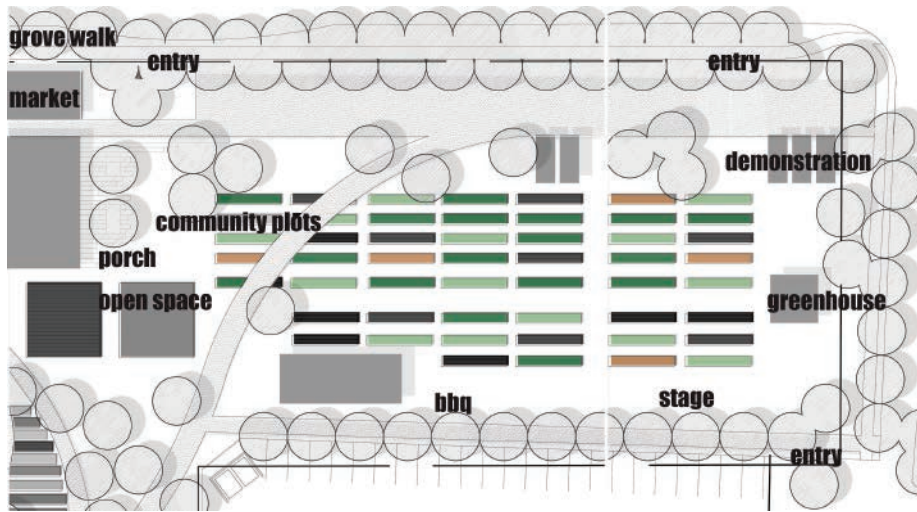 grove walk
entry
entry
market
demonstration
community plots
porch
open space
greenhouse
bbq
stage
entry